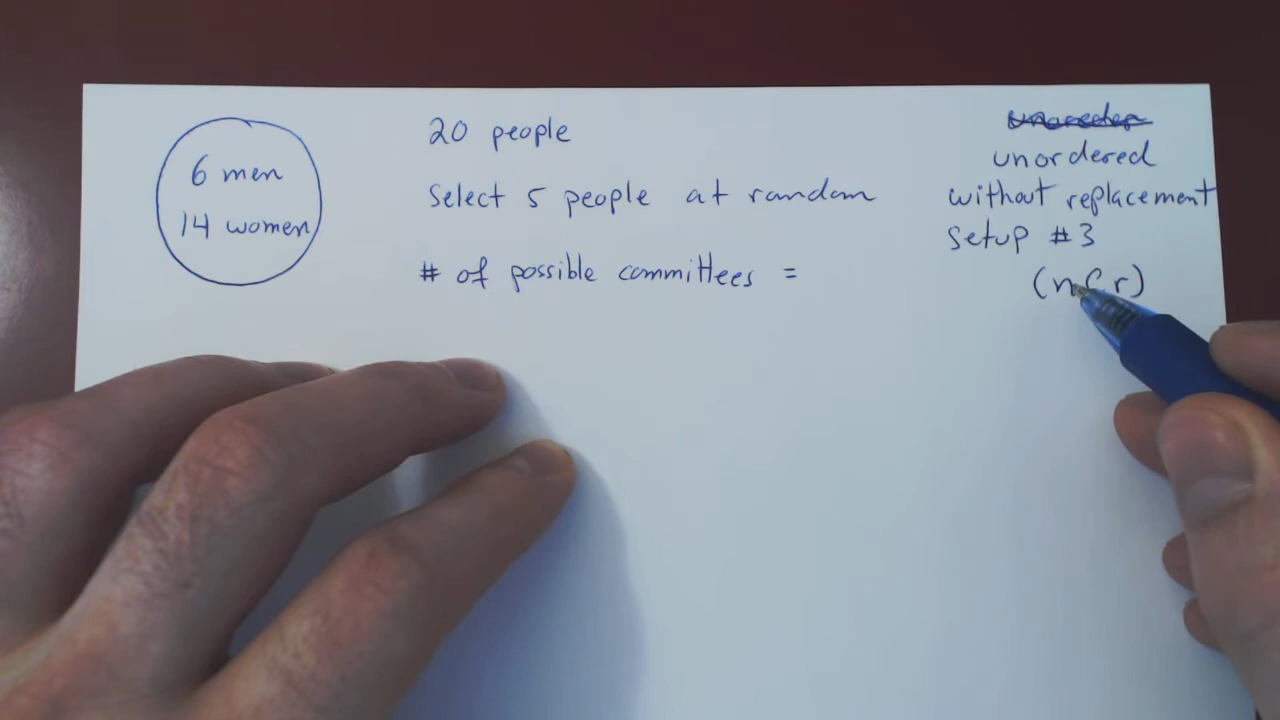 6 men
14 women
20 people
Select 5 people at random
# of possible committees =
unordered
without replacement
setup #3
(nCr)